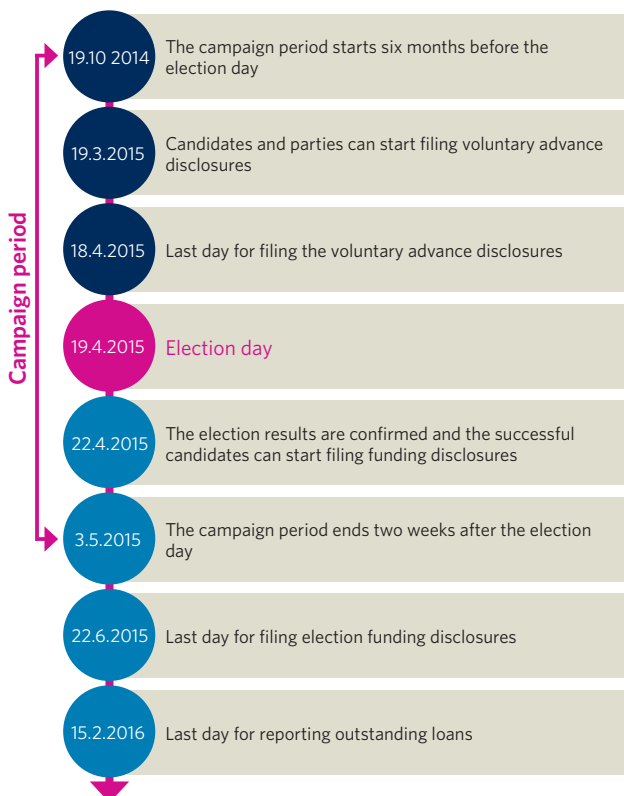 Campaign period
19.10 2014
The campaign period starts six months before the
election day
19.3.2015
Candidates and parties can start filing voluntary advance
disclosures
18.4.2015
Last day for filing the voluntary advance disclosures
19.4.2015
Election day
22.4.2015
The election results are confirmed and the successful
candidates can start filing funding disclosures
3.5.2015
The campaign period ends two weeks after the election
day
22.6.2015
Last day for filing election funding disclosures
15.2.2016
Last day for reporting outstanding loans